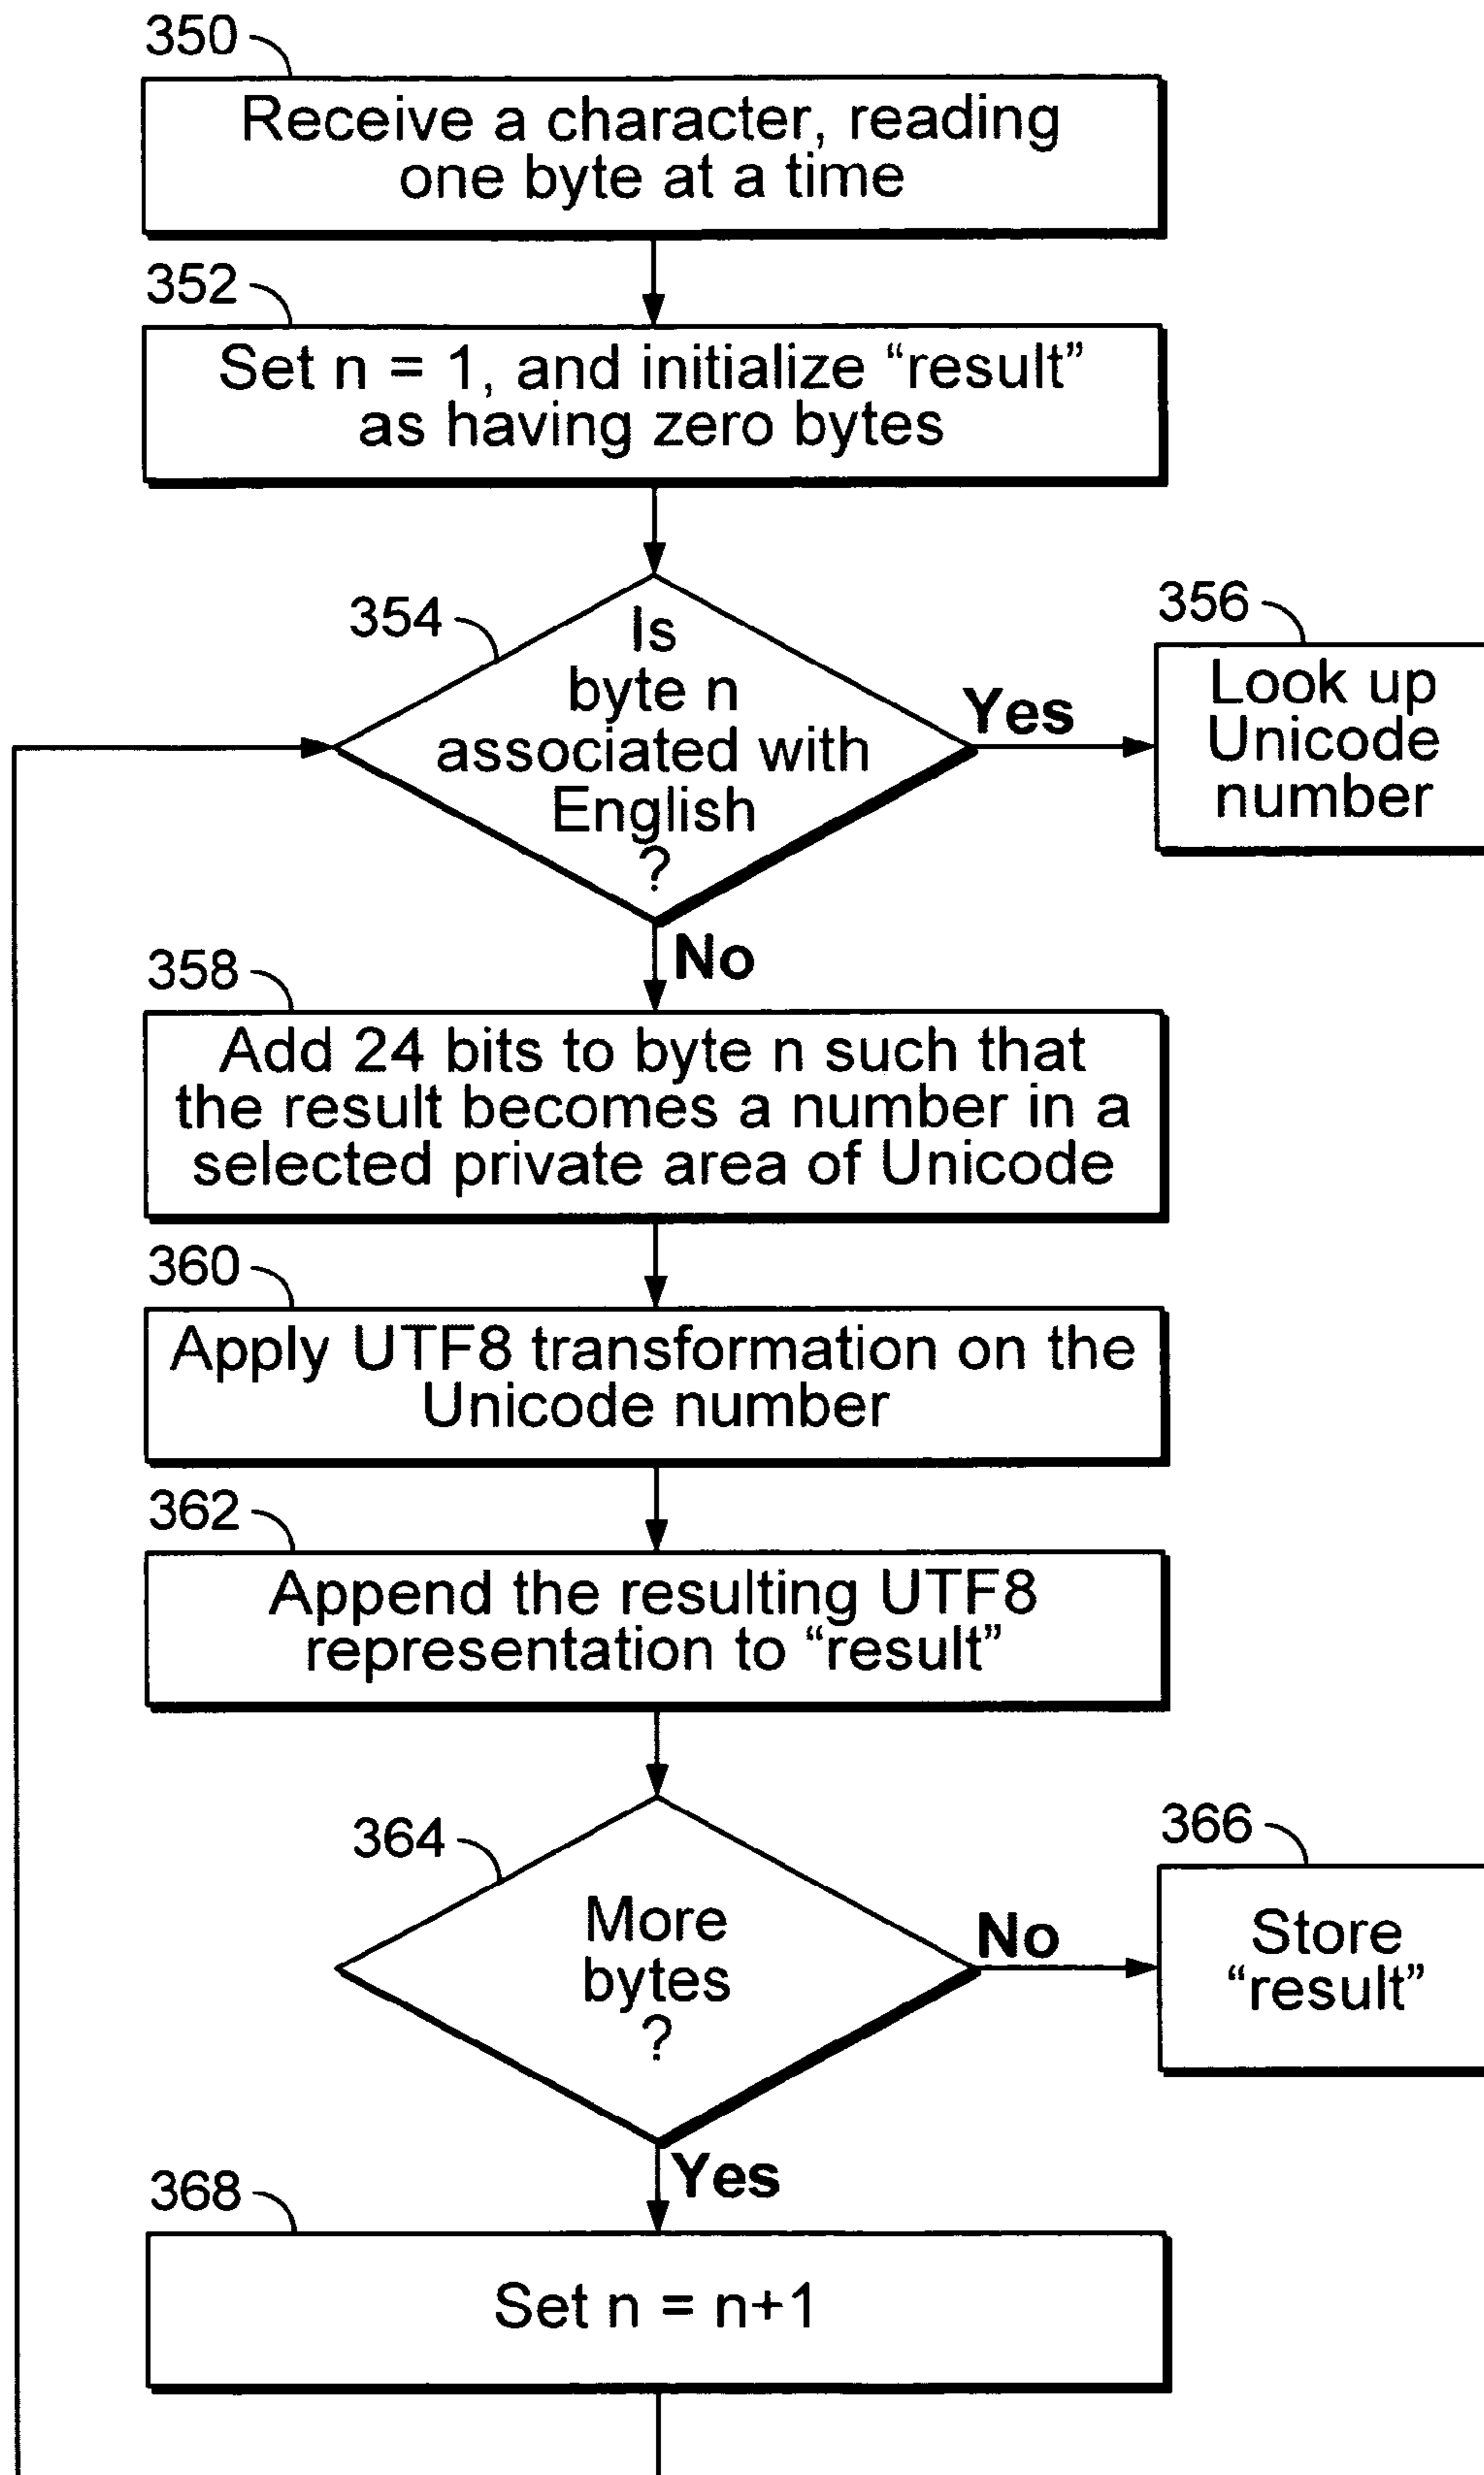 350
Receive a character, reading
one byte at a time
352
Set n = 1, and initialize “result”
as having zero bytes
354
Is
byte n
associated with
English
?
Yes
356
Look up
Unicode
number
No
358
Add 24 bits to byte n such that
the result becomes a number in a
selected private area of Unicode
360
Apply UTF8 transformation on the
Unicode number
362
Append the resulting UTF8
representation to “result”
364
More
bytes
?
No
366
Store
“result”
Yes
368
Set n = n+1